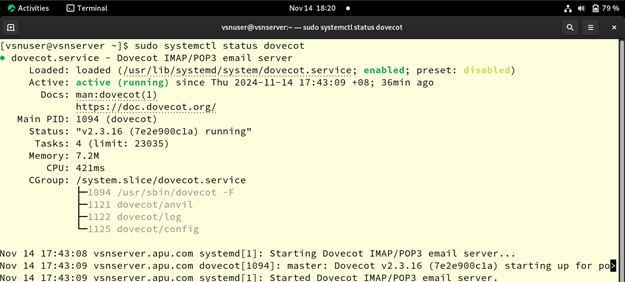 Activities Terminal Nov 14 18:20 79 %
vsnuser@vsnserver:~ — sudo systemctl status dovecot
[vsnuser@vsnserver ~]$ sudo systemctl status dovecot
● dovecot.service - Dovecot IMAP/POP3 email server
Loaded: loaded (/usr/lib/systemd/system/dovecot.service; enabled; preset: disabled)
Active: active (running) since Thu 2024-11-14 17:43:09 +08; 36min ago
Docs: man:dovecot(1)
https://doc.dovecot.org/
Main PID: 1094 (dovecot)
Status: "v2.3.16 (7e2e900c1a) running"
Tasks: 4 (limit: 23035)
Memory: 7.2M
CPU: 421ms
CGroup: /system.slice/dovecot.service
├─1094 /usr/sbin/dovecot -F
├─1121 dovecot/anvil
├─1122 dovecot/log
└─1125 dovecot/config
Nov 14 17:43:08 vsnserver.apu.com systemd[1]: Starting Dovecot IMAP/POP3 email server...
Nov 14 17:43:09 vsnserver.apu.com dovecot[1094]: master: Dovecot v2.3.16 (7e2e900c1a) starting up for po>
Nov 14 17:43:09 vsnserver.apu.com systemd[1]: Started Dovecot IMAP/POP3 email server.